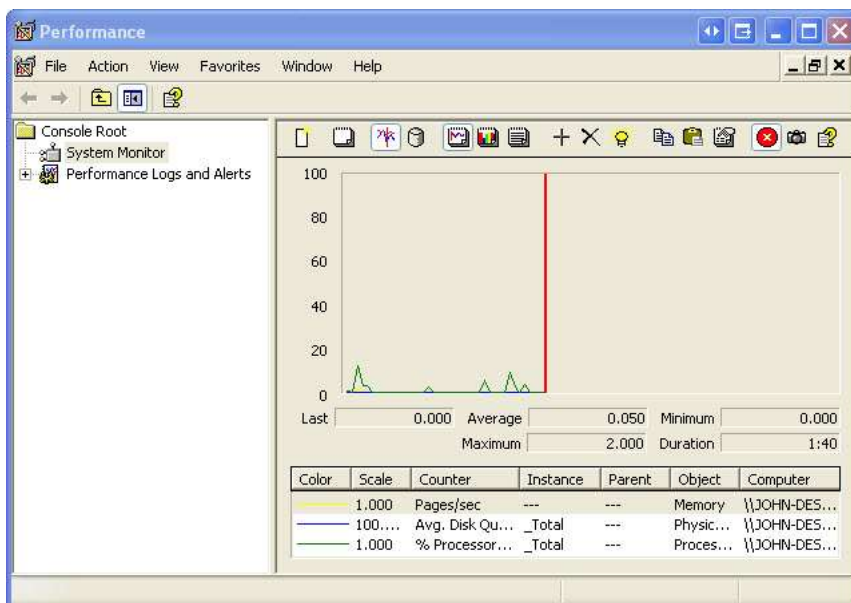 Performance
File Action View Favorites Window Help
Console Root
System Monitor
Performance Logs and Alerts
100
80
60
40
20
0
Last 0.000 Average 0.050 Minimum 0.000
Maximum 2.000 Duration 1:40
Color Scale Counter Instance Parent Object Computer
1.000 Pages/sec --- --- Memory \\JOHN-DES...
100.... Avg. Disk Qu... _Total --- Physic... \\JOHN-DES...
1.000 % Processor... _Total --- Proces... \\JOHN-DES...